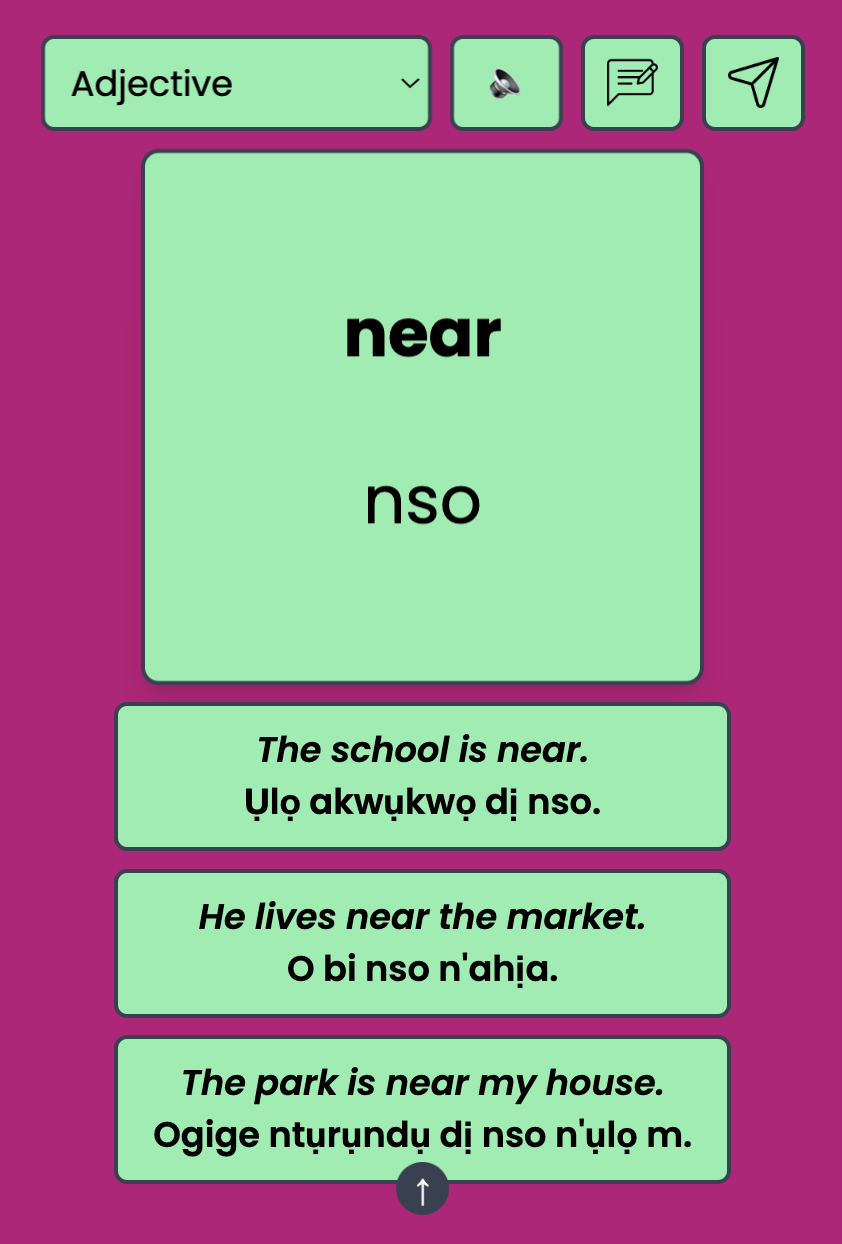 Adjective
near
nso
The school is near.
Ụlọ akwụkwọ dị nso.
He lives near the market.
O bi nso n'ahịa.
The park is near my house.
Ogige ntụrụndụ dị nso n'ụlọ m.
↑